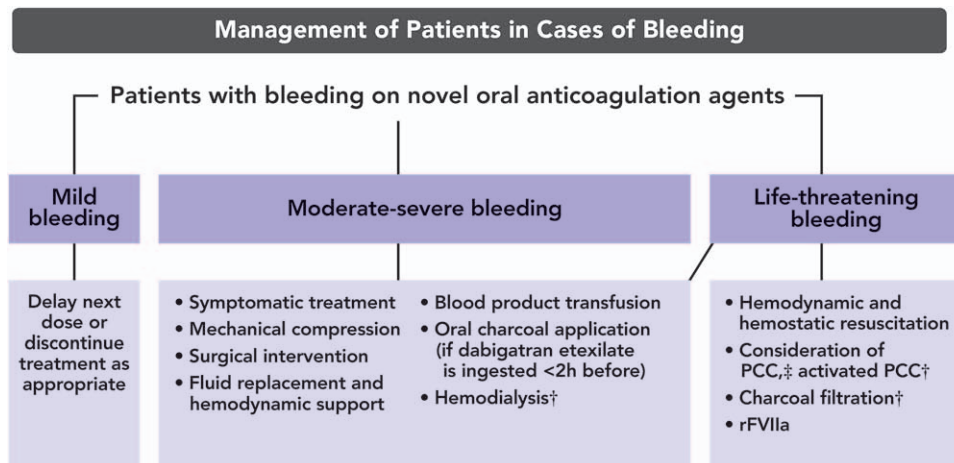 Management of Patients in Cases of Bleeding
Patients with bleeding on novel oral anticoagulation agents
Mild
bleeding
Moderate-severe bleeding
Life-threatening
bleeding
Delay next
dose or
discontinue
treatment as
appropriate
• Symptomatic treatment
• Mechanical compression
• Surgical intervention
• Fluid replacement and
hemodynamic support
• Blood product transfusion
• Oral charcoal application
(if dabigatran etexilate
is ingested <2h before)
• Hemodialysis†
• Hemodynamic and
hemostatic resuscitation
• Consideration of
PCC,‡ activated PCC†
• Charcoal filtration†
• rFVIIa